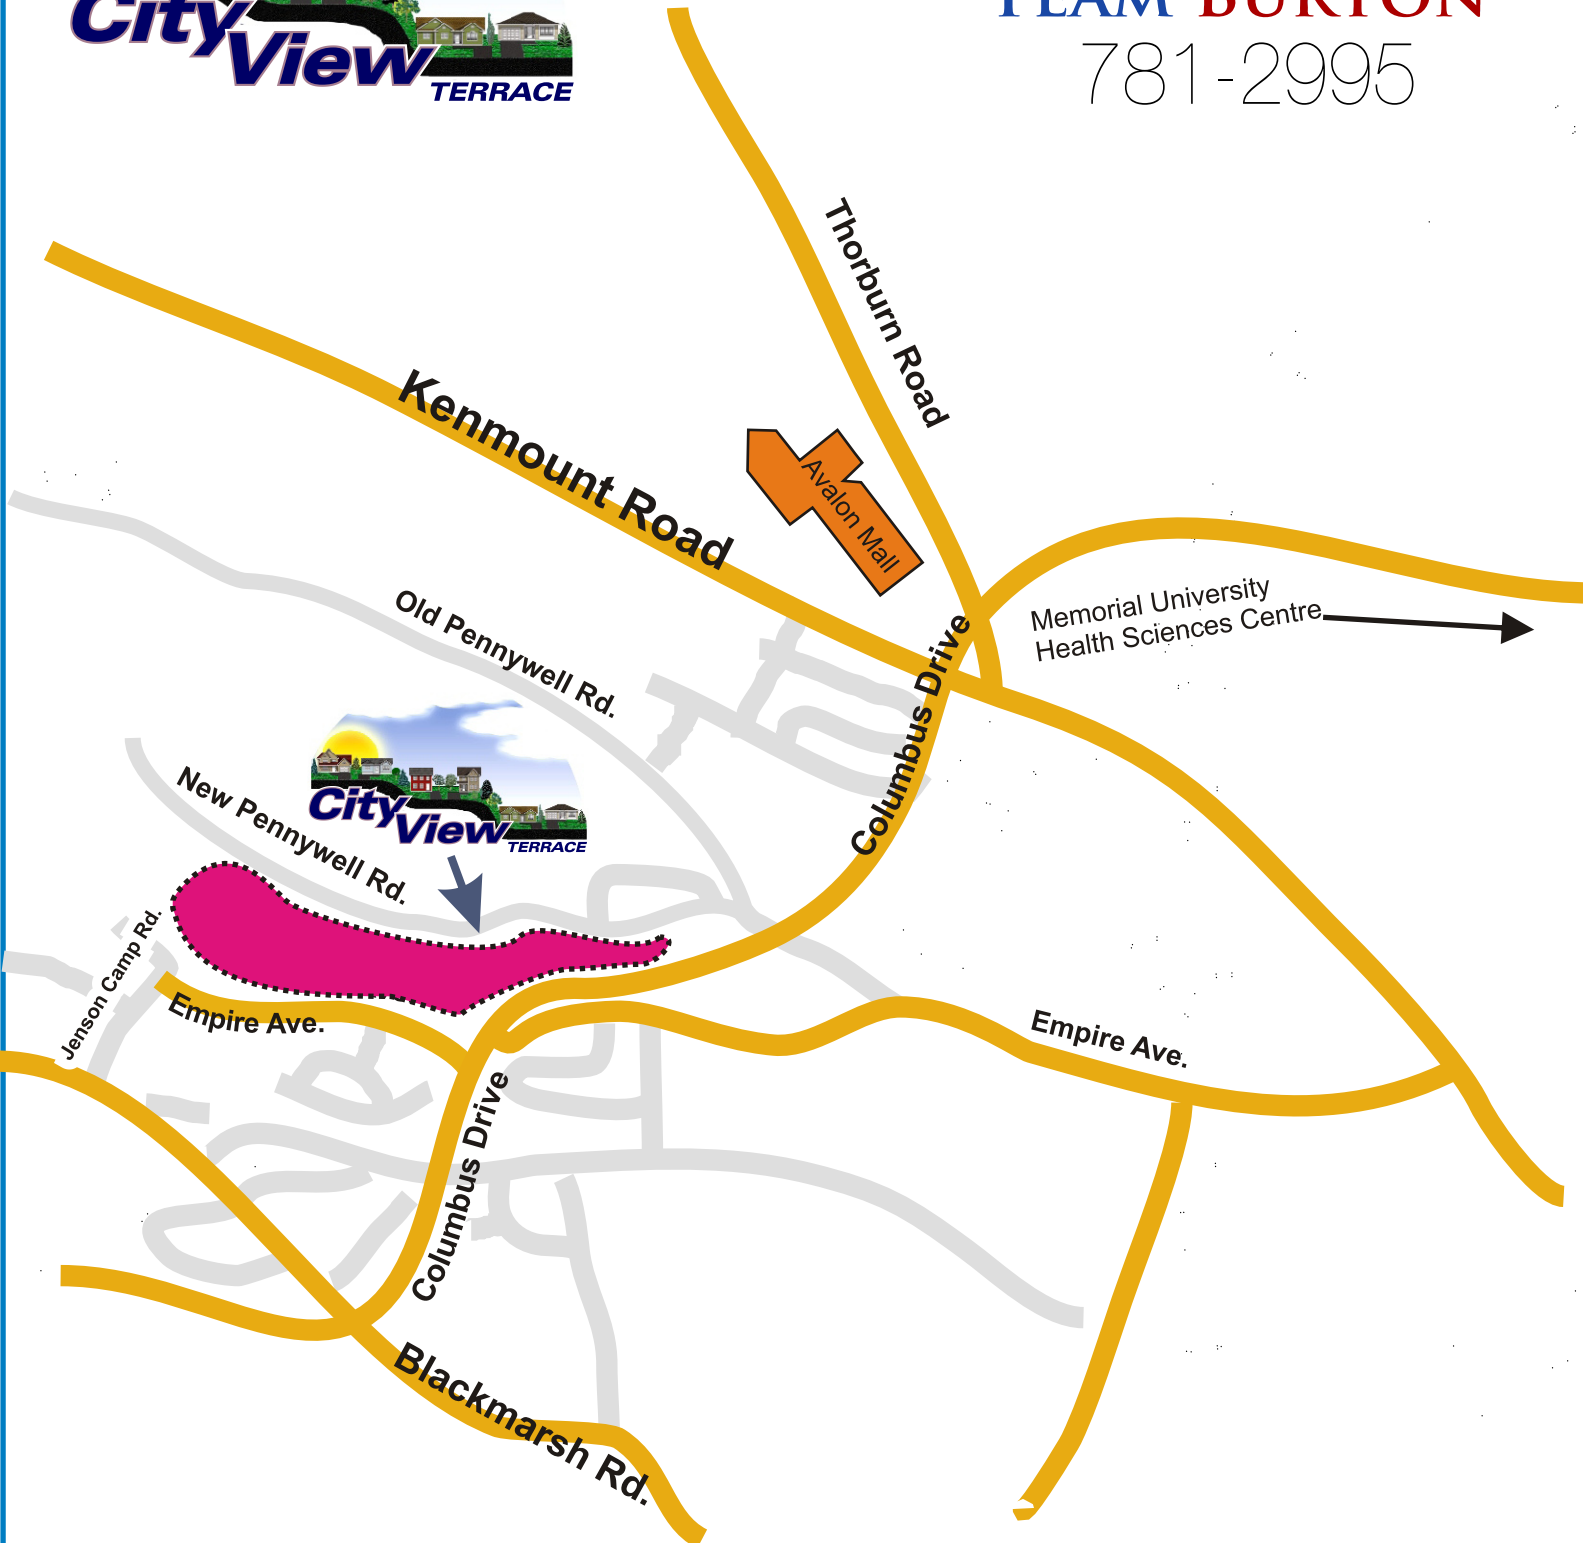 City
View
TERRACE
TEAM BURTON
781-2995
Thorburn Road
Kenmount Road
Avalon Mall
Memorial University
Health Sciences Centre
Old Pennywell Rd.
Columbus Drive
New Pennywell Rd.
City
View
TERRACE
Jenson Camp Rd.
Empire Ave.
Empire Ave.
Columbus Drive
Blackmarsh Rd.